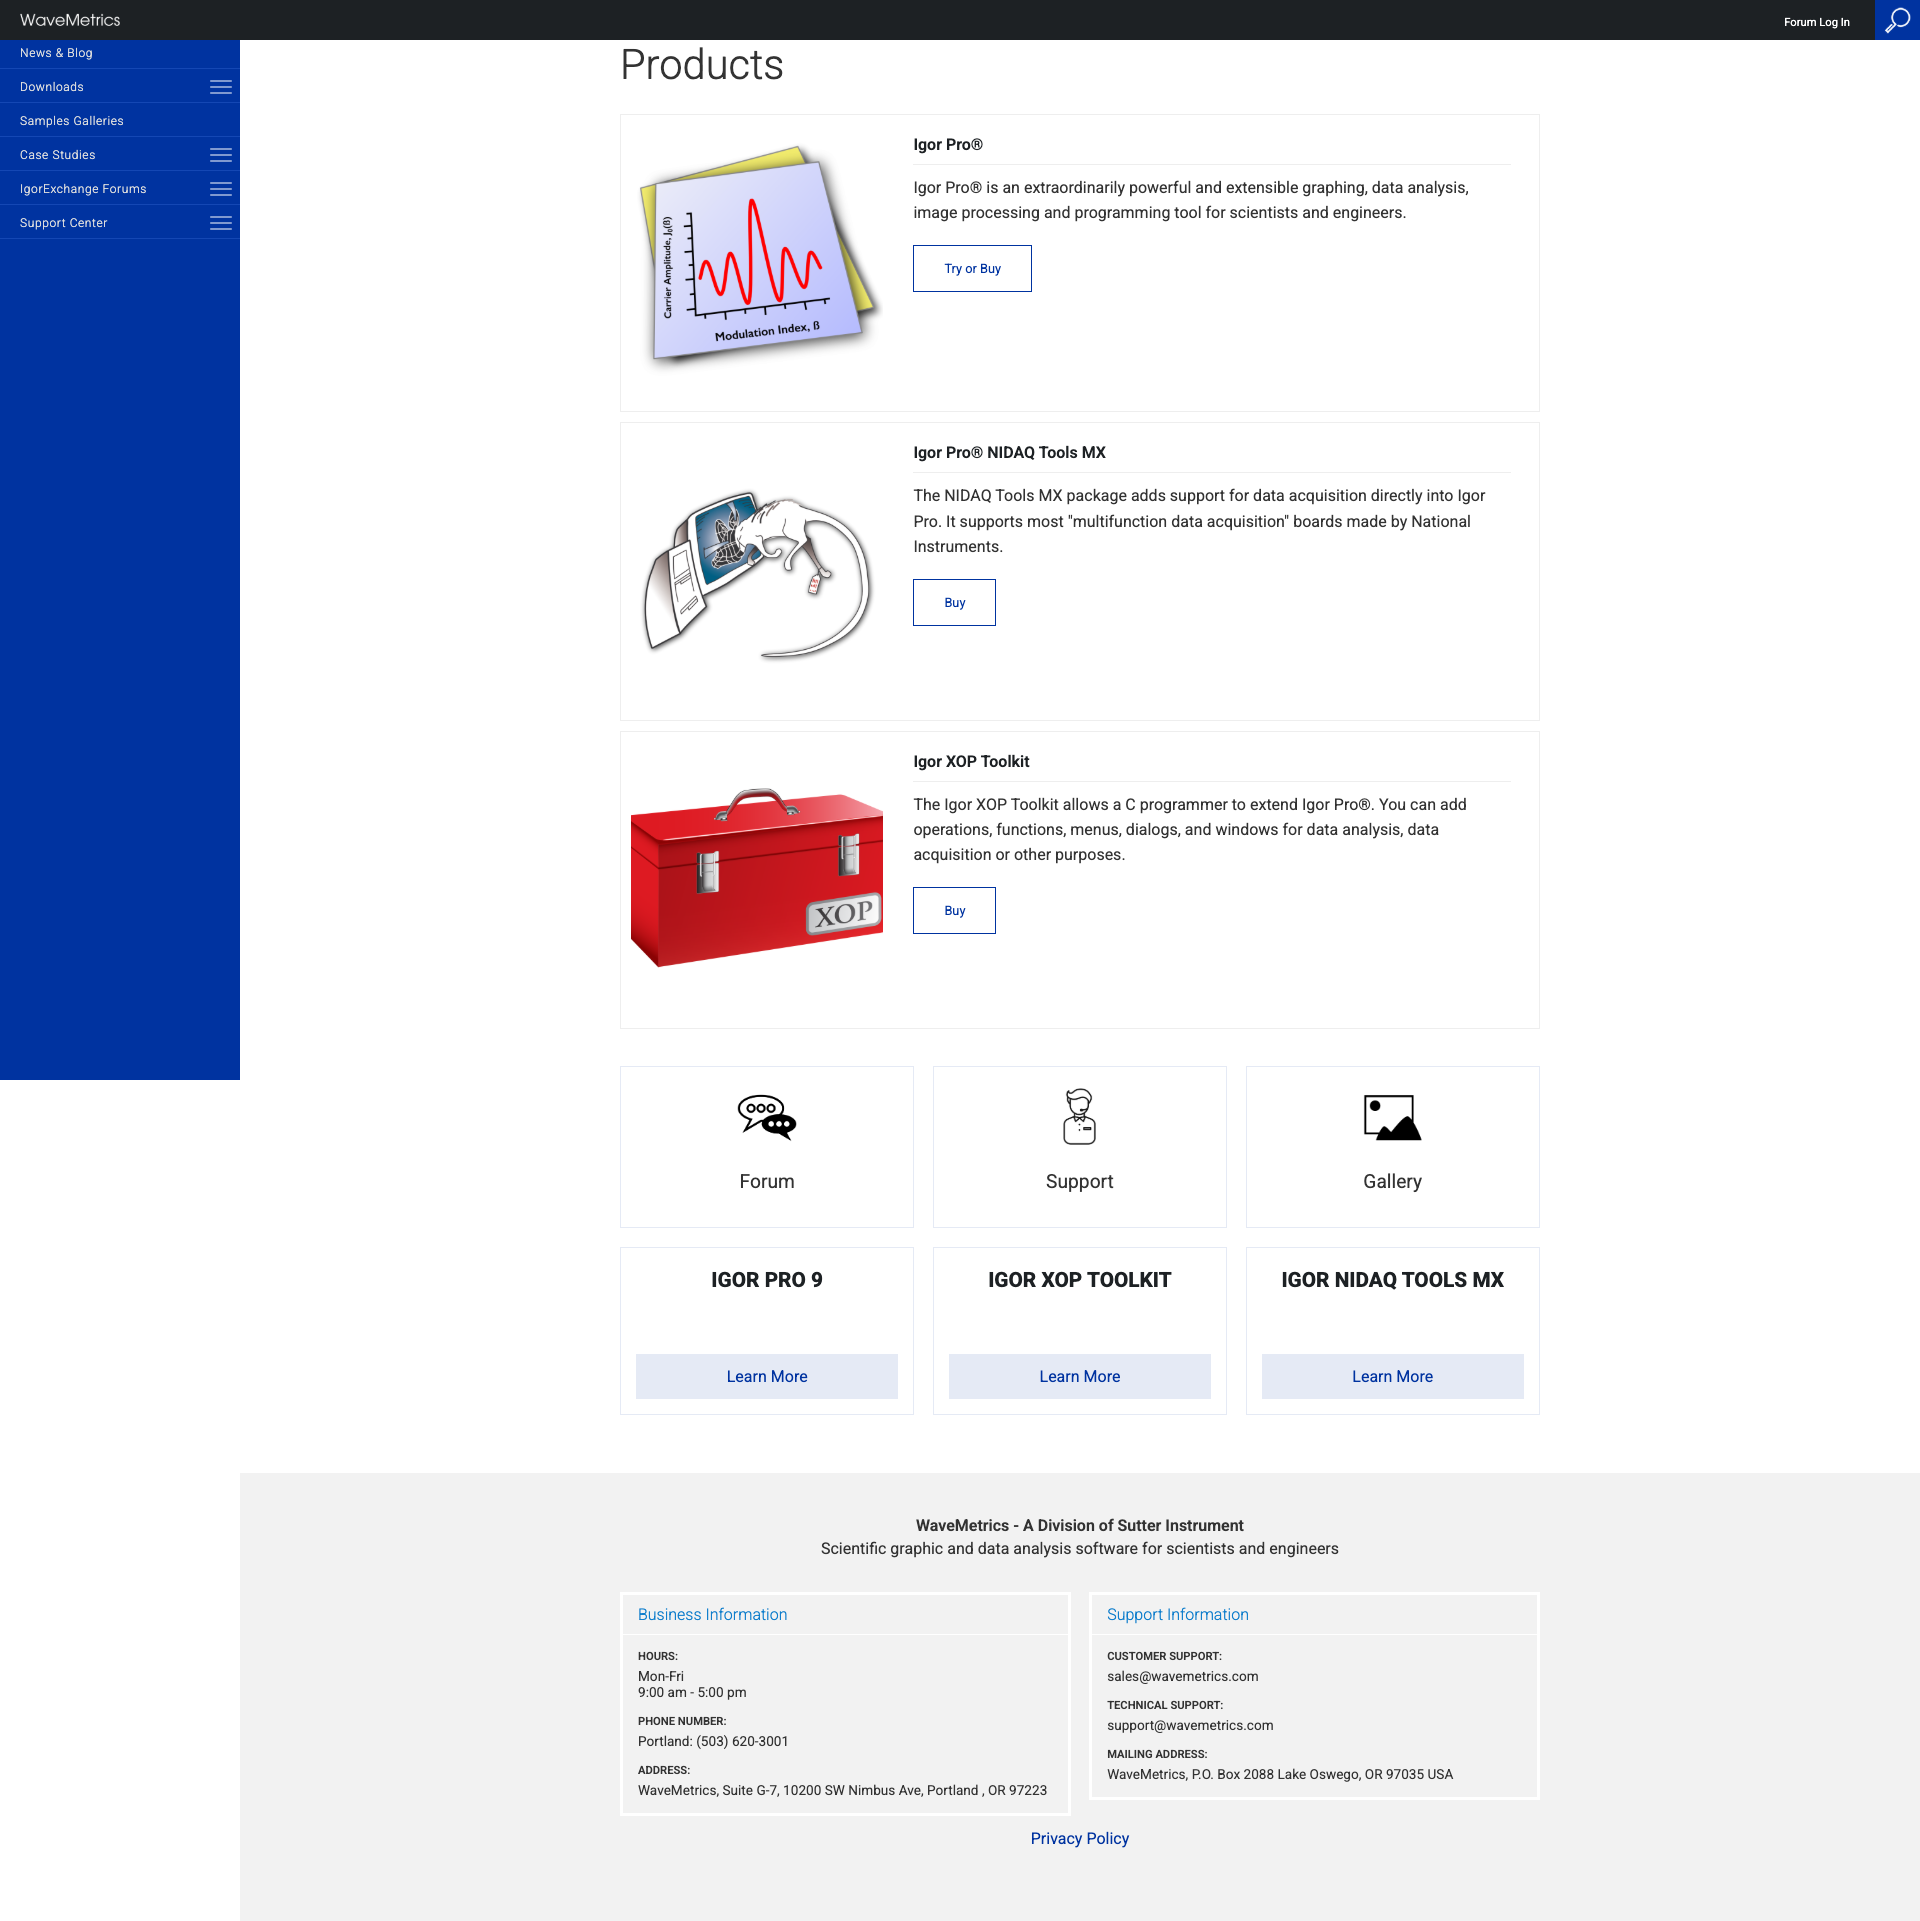 WaveMetrics
Forum Log In
News & Blog
Downloads
Samples Galleries
Case Studies
IgorExchange Forums
Support Center
Products
Carrier Amplitude, J₀(ß)
Modulation Index, ß
Igor Pro®
Igor Pro® is an extraordinarily powerful and extensible graphing, data analysis,
image processing and programming tool for scientists and engineers.
Try or Buy
Igor Pro® NIDAQ Tools MX
The NIDAQ Tools MX package adds support for data acquisition directly into Igor
Pro. It supports most "multifunction data acquisition" boards made by National
Instruments.
Buy
XOP
Igor XOP Toolkit
The Igor XOP Toolkit allows a C programmer to extend Igor Pro®. You can add
operations, functions, menus, dialogs, and windows for data analysis, data
acquisition or other purposes.
Buy
Forum
Support
Gallery
IGOR PRO 9
Learn More
IGOR XOP TOOLKIT
Learn More
IGOR NIDAQ TOOLS MX
Learn More
WaveMetrics - A Division of Sutter Instrument
Scientific graphic and data analysis software for scientists and engineers
Business Information
HOURS:
Mon-Fri
9:00 am - 5:00 pm
PHONE NUMBER:
Portland: (503) 620-3001
ADDRESS:
WaveMetrics, Suite G-7, 10200 SW Nimbus Ave, Portland , OR 97223
Support Information
CUSTOMER SUPPORT:
sales@wavemetrics.com
TECHNICAL SUPPORT:
support@wavemetrics.com
MAILING ADDRESS:
WaveMetrics, P.O. Box 2088 Lake Oswego, OR 97035 USA
Privacy Policy